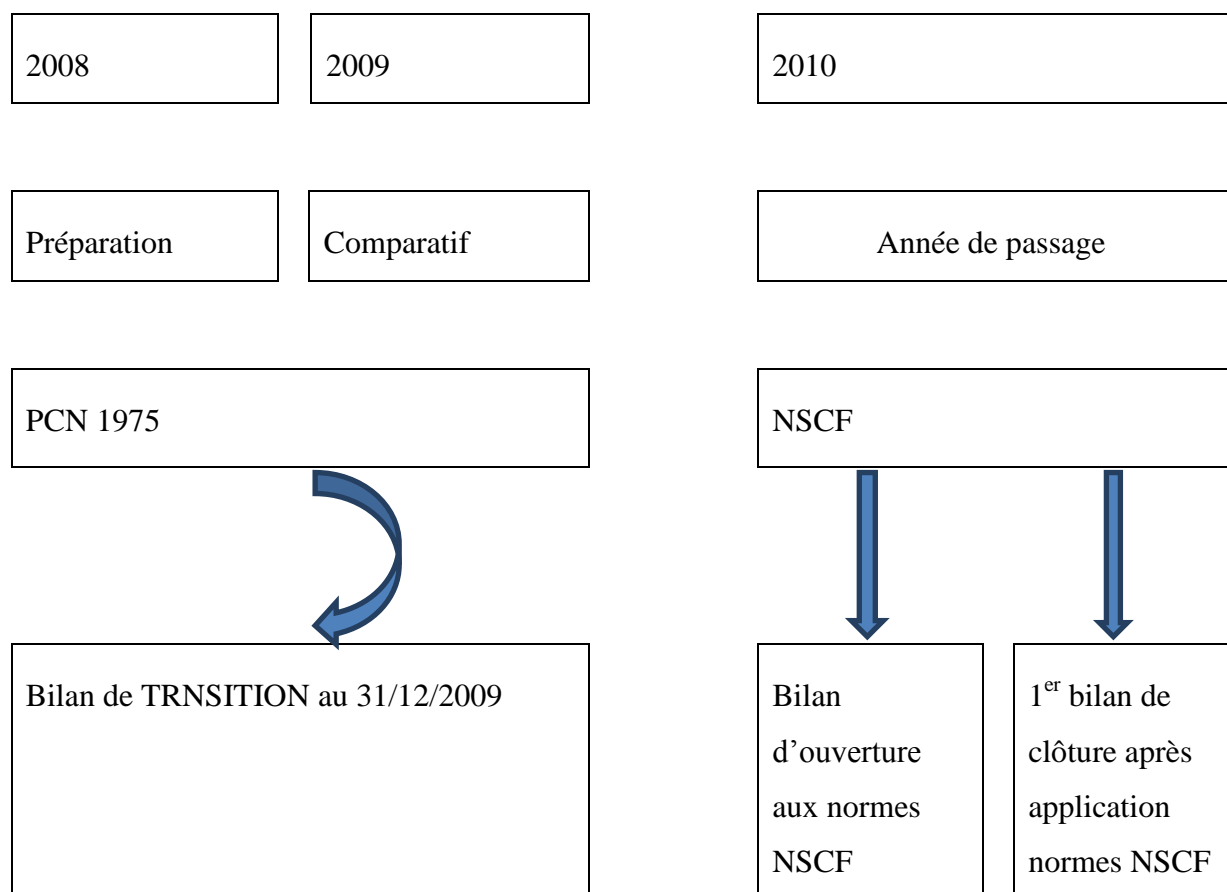 2008
2009
2010
Préparation
Comparatif
Année de passage
PCN 1975
NSCF
Bilan de TRNSITION au 31/12/2009
Bilan
d’ouverture
aux normes
NSCF
1er bilan de
clôture après
application
normes NSCF